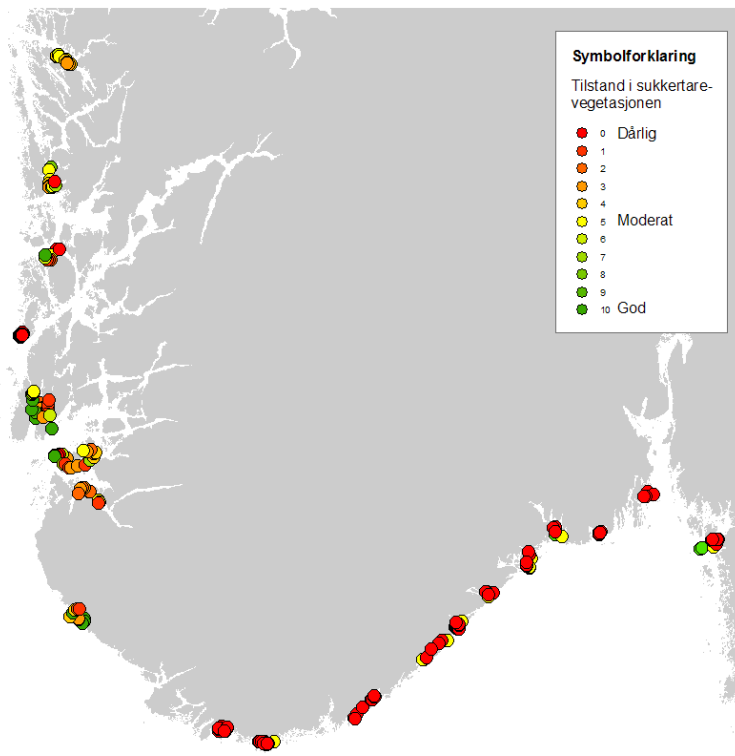 Symbolforklaring
Tilstand i sukkertare-
vegetasjonen
0 Dårlig
1
2
3
4
5 Moderat
6
7
8
9
10 God